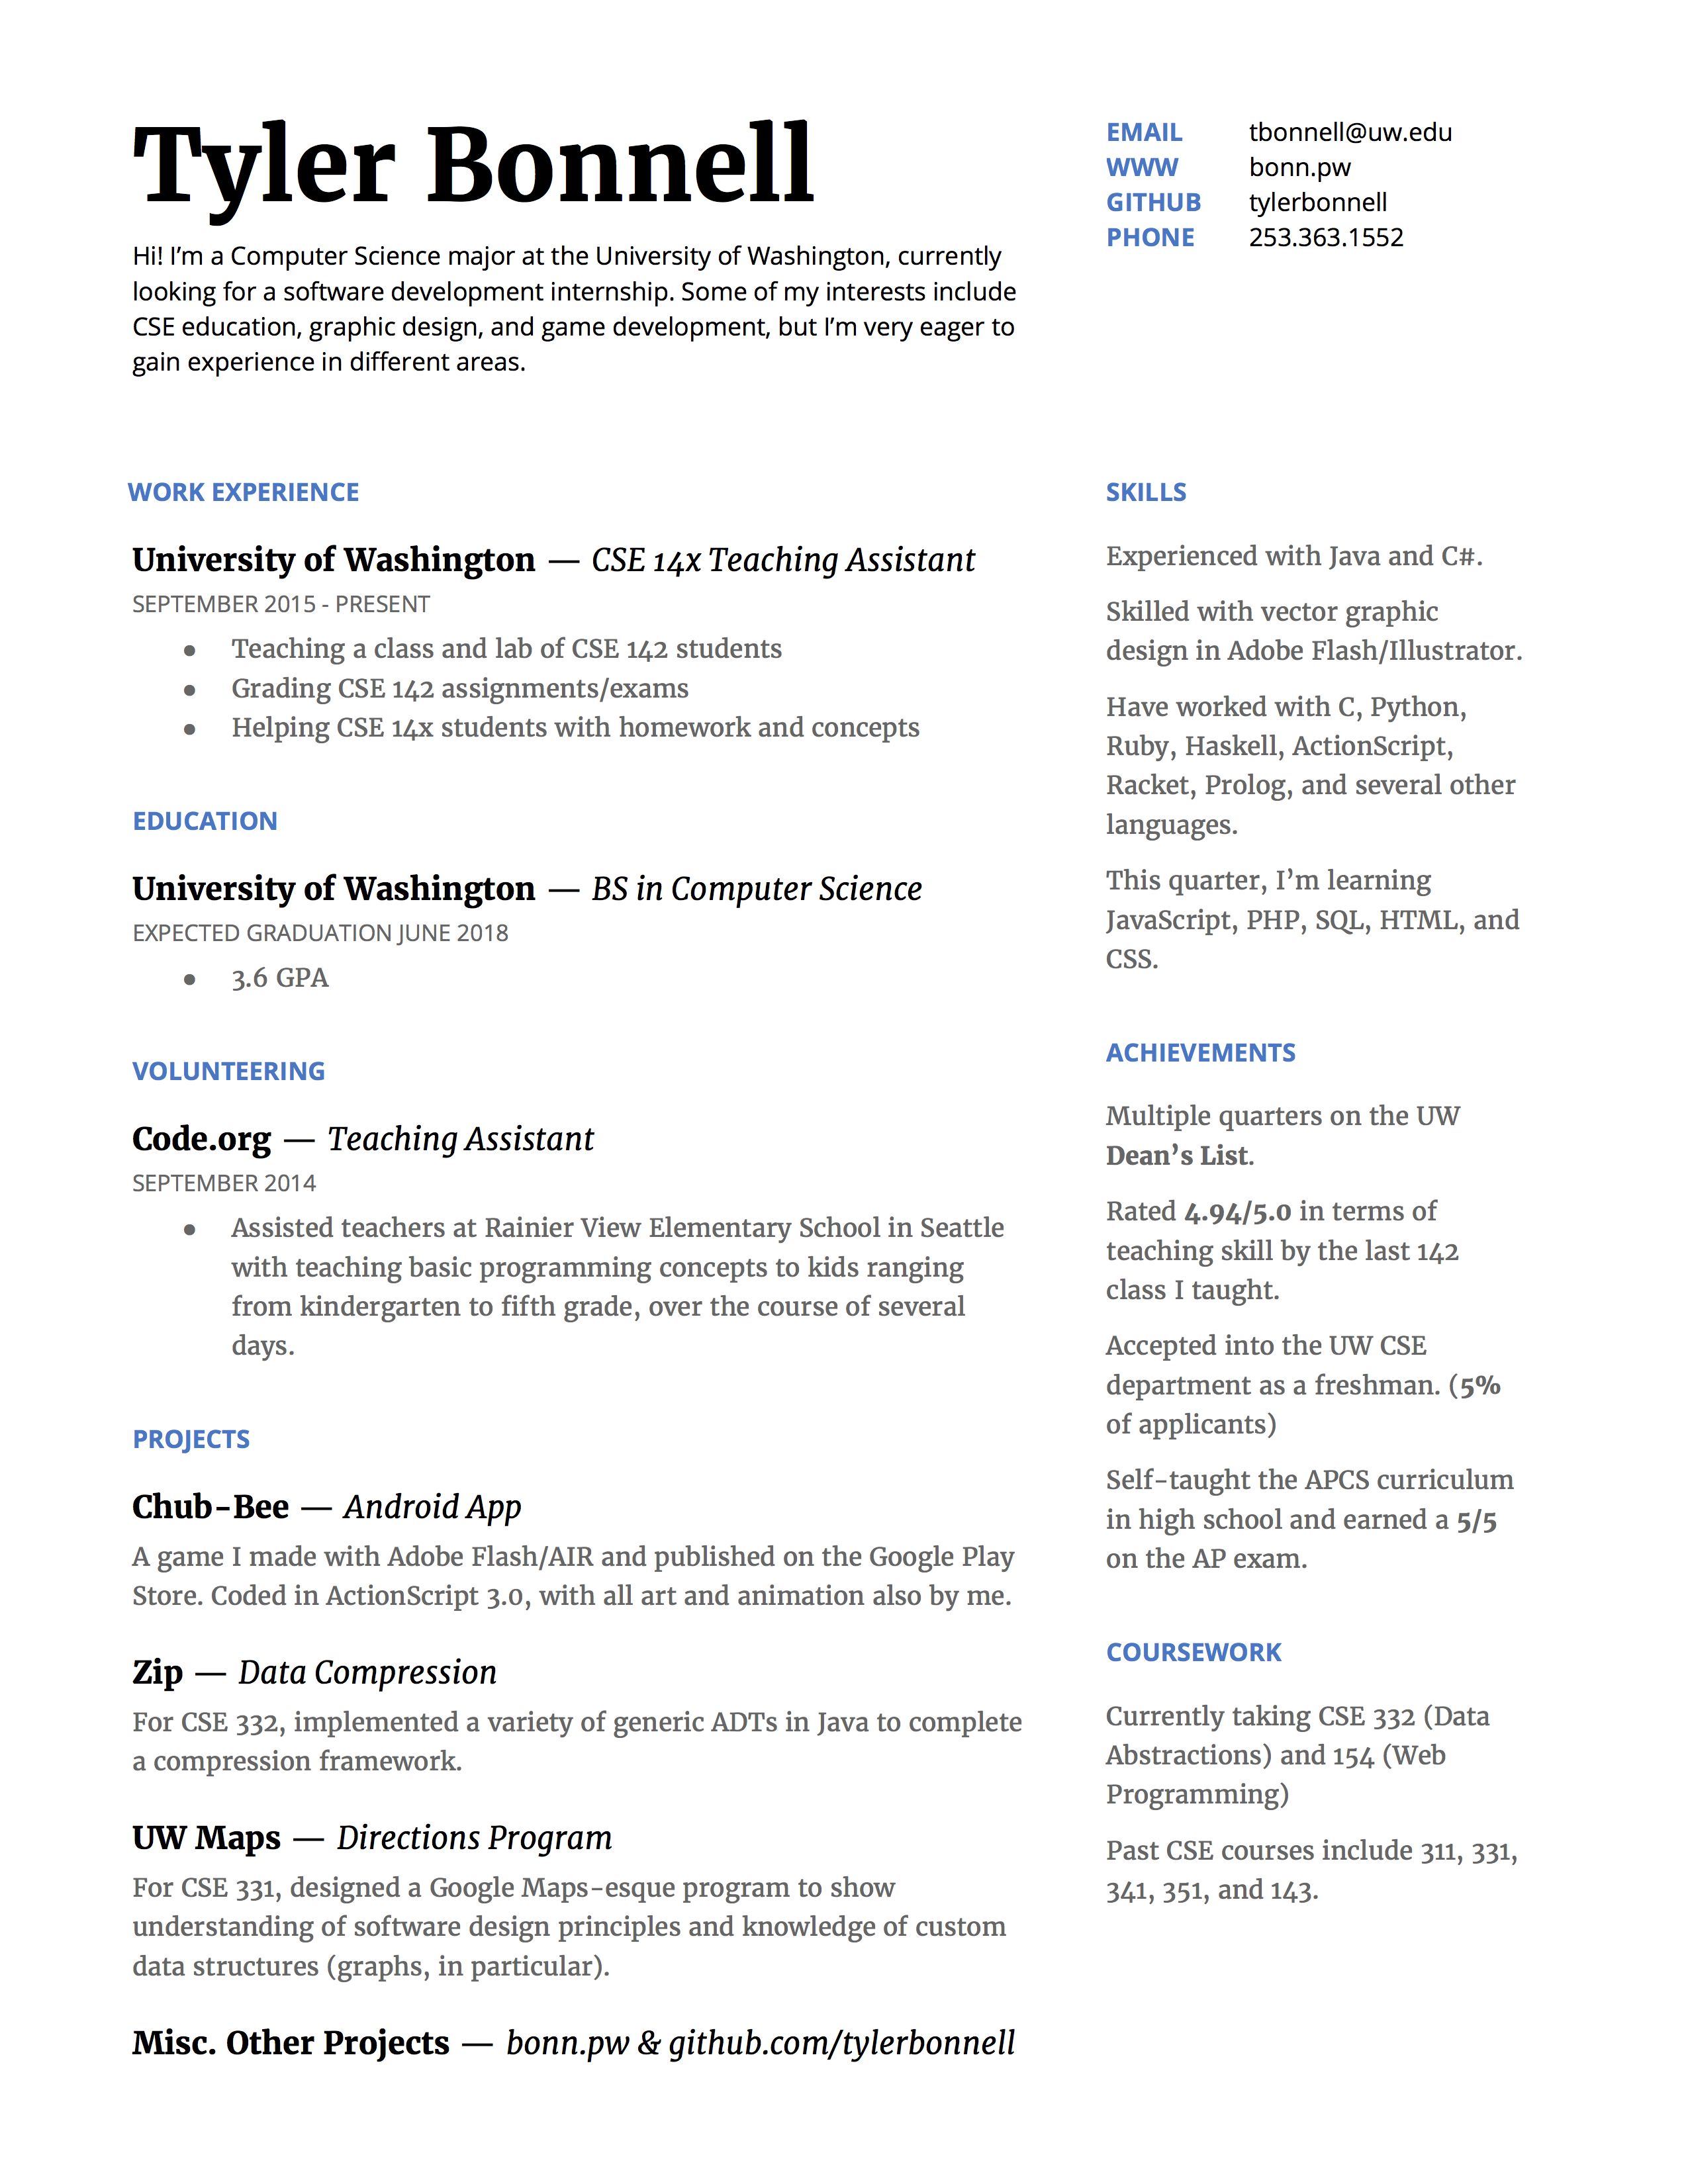 Tyler Bonnell
Hi! I’m a Computer Science major at the University of Washington, currently
looking for a software development internship. Some of my interests include
CSE education, graphic design, and game development, but I’m very eager to
gain experience in different areas.
EMAIL tbonnell@uw.edu
WWW bonn.pw
GITHUB tylerbonnell
PHONE 253.363.1552
WORK EXPERIENCE
University of Washington — CSE 14x Teaching Assistant
SEPTEMBER 2015 - PRESENT
● Teaching a class and lab of CSE 142 students
● Grading CSE 142 assignments/exams
● Helping CSE 14x students with homework and concepts
EDUCATION
University of Washington — BS in Computer Science
EXPECTED GRADUATION JUNE 2018
● 3.6 GPA
VOLUNTEERING
Code.org — Teaching Assistant
SEPTEMBER 2014
● Assisted teachers at Rainier View Elementary School in Seattle
with teaching basic programming concepts to kids ranging
from kindergarten to fifth grade, over the course of several
days.
PROJECTS
Chub-Bee — Android App
A game I made with Adobe Flash/AIR and published on the Google Play
Store. Coded in ActionScript 3.0, with all art and animation also by me.
Zip — Data Compression
For CSE 332, implemented a variety of generic ADTs in Java to complete
a compression framework.
UW Maps — Directions Program
For CSE 331, designed a Google Maps-esque program to show
understanding of software design principles and knowledge of custom
data structures (graphs, in particular).
Misc. Other Projects — bonn.pw & github.com/tylerbonnell
SKILLS
Experienced with Java and C#.
Skilled with vector graphic
design in Adobe Flash/Illustrator.
Have worked with C, Python,
Ruby, Haskell, ActionScript,
Racket, Prolog, and several other
languages.
This quarter, I’m learning
JavaScript, PHP, SQL, HTML, and
CSS.
ACHIEVEMENTS
Multiple quarters on the UW
Dean’s List.
Rated 4.94/5.0 in terms of
teaching skill by the last 142
class I taught.
Accepted into the UW CSE
department as a freshman. (5%
of applicants)
Self-taught the APCS curriculum
in high school and earned a 5/5
on the AP exam.
COURSEWORK
Currently taking CSE 332 (Data
Abstractions) and 154 (Web
Programming)
Past CSE courses include 311, 331,
341, 351, and 143.